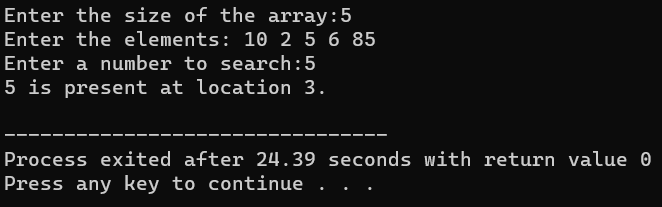 Enter the size of the array:5
Enter the elements: 10 2 5 6 85
Enter a number to search:5
5 is present at location 3.
--------------------------------
Process exited after 24.39 seconds with return value 0
Press any key to continue . . .